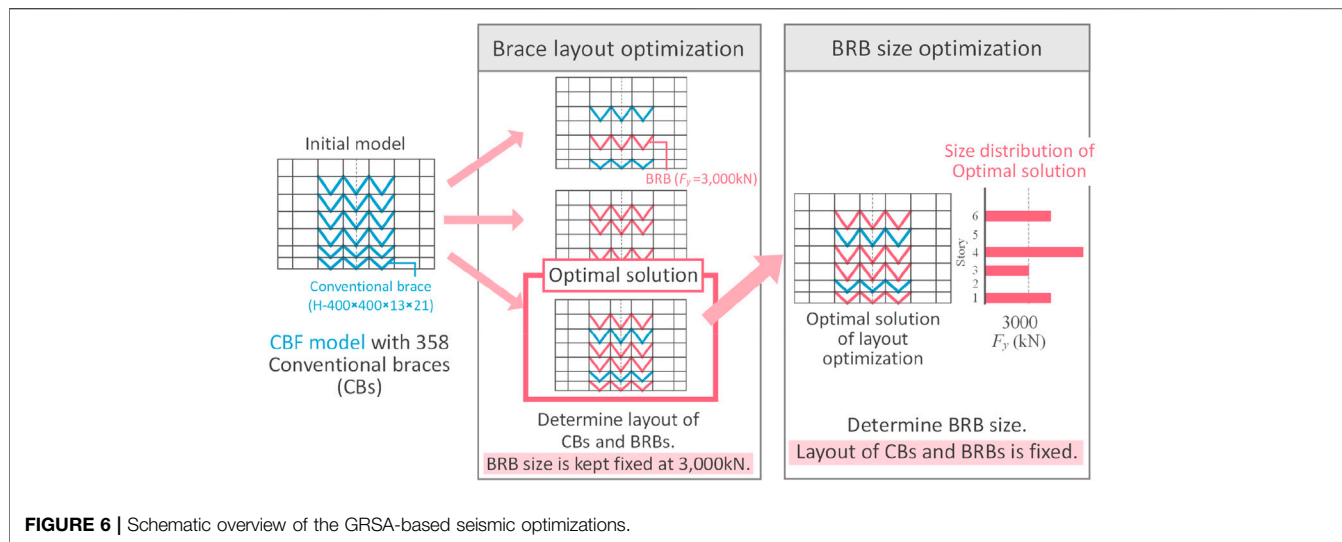 Initial model
Conventional brace
(H-400×400×13×21)
CBF model with 358
Conventional braces
(CBs)
Brace layout optimization
BRB (Fy =3,000kN)
Optimal solution
Determine layout of
CBs and BRBs.
BRB size is kept fixed at 3,000kN.
BRB size optimization
Size distribution of
Optimal solution
Optimal solution
of layout
optimization
Story
6
5
4
3
2
1
3000
Fy (kN)
Determine BRB size.
Layout of CBs and BRBs is fixed.
FIGURE 6 | Schematic overview of the GRSA-based seismic optimizations.